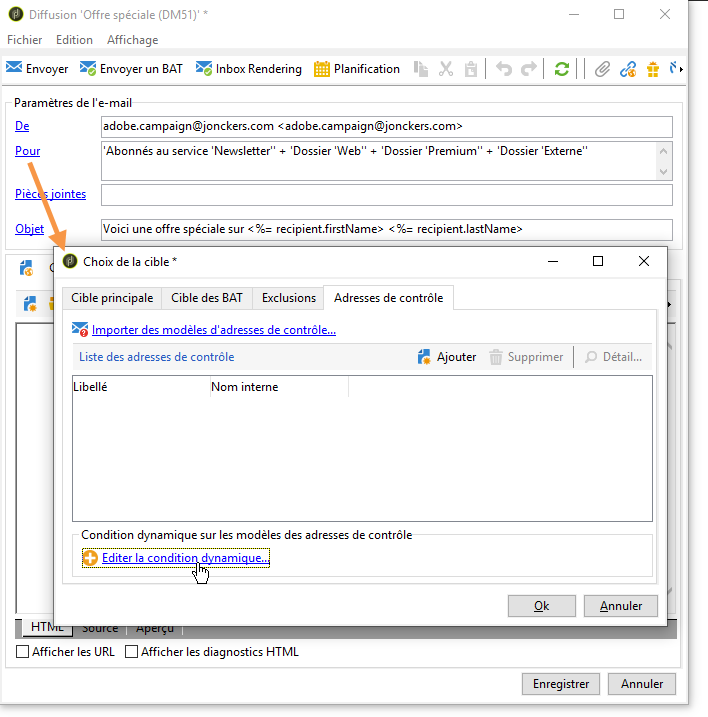 Diffusion 'Offre spéciale (DM51)' *
Fichier Edition Affichage
Envoyer Envoyer un BAT Inbox Rendering Planification
Paramètres de l'e-mail
De adobe.campaign@jonckers.com <adobe.campaign@jonckers.com>
Pour 'Abonnés au service 'Newsletter'' + 'Dossier 'Web'' + 'Dossier 'Premium'' + 'Dossier 'Externe''
Pièces jointes
Objet Voici une offre spéciale sur <%= recipient.firstName> <%= recipient.lastName>
Choix de la cible *
Cible principale Cible des BAT Exclusions Adresses de contrôle
Importer des modèles d'adresses de contrôle...
Liste des adresses de contrôle Ajouter Supprimer Détail...
Libellé Nom interne
Condition dynamique sur les modèles des adresses de contrôle
Editer la condition dynamique...
Ok Annuler
HTML Source Aperçu
Afficher les URL Afficher les diagnostics HTML
Enregistrer Annuler